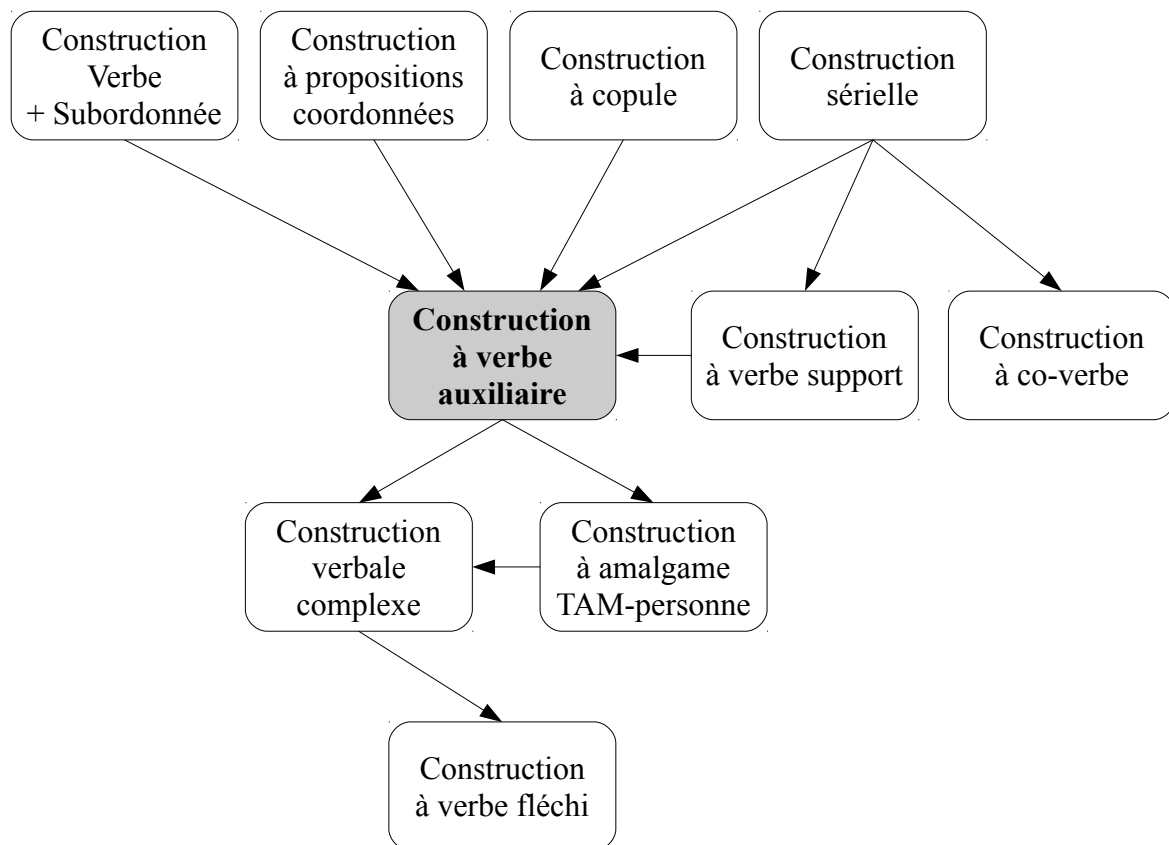 Construction
Verbe
+ Subordonnée
Construction
à propositions
coordonnées
Construction
à copule
Construction
sérielle
Construction
à verbe
auxiliaire
Construction
à verbe support
Construction
à co-verbe
Construction
verbale
complexe
Construction
à amalgame
TAM-personne
Construction
à verbe fléchi